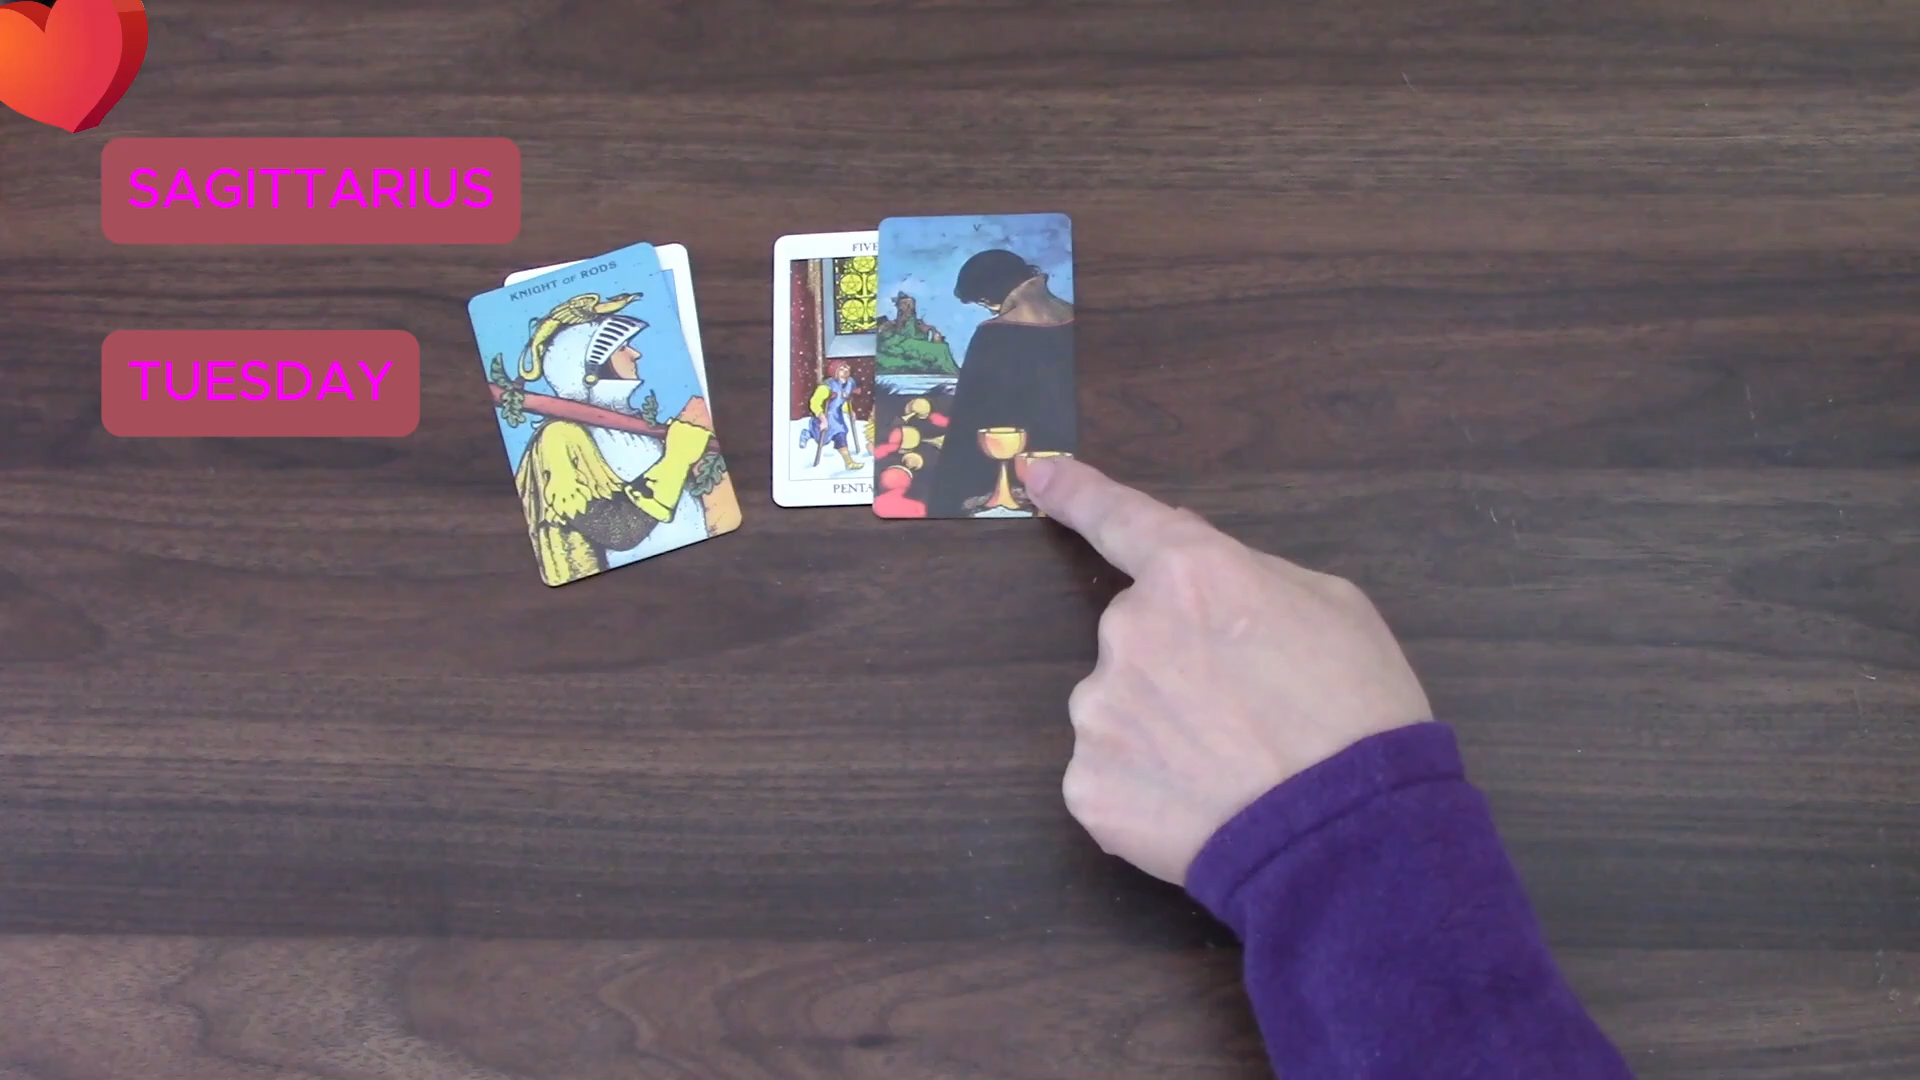 SAGITTARIUS
TUESDAY
KNIGHT OF RODS
FIVE
PENTA
V